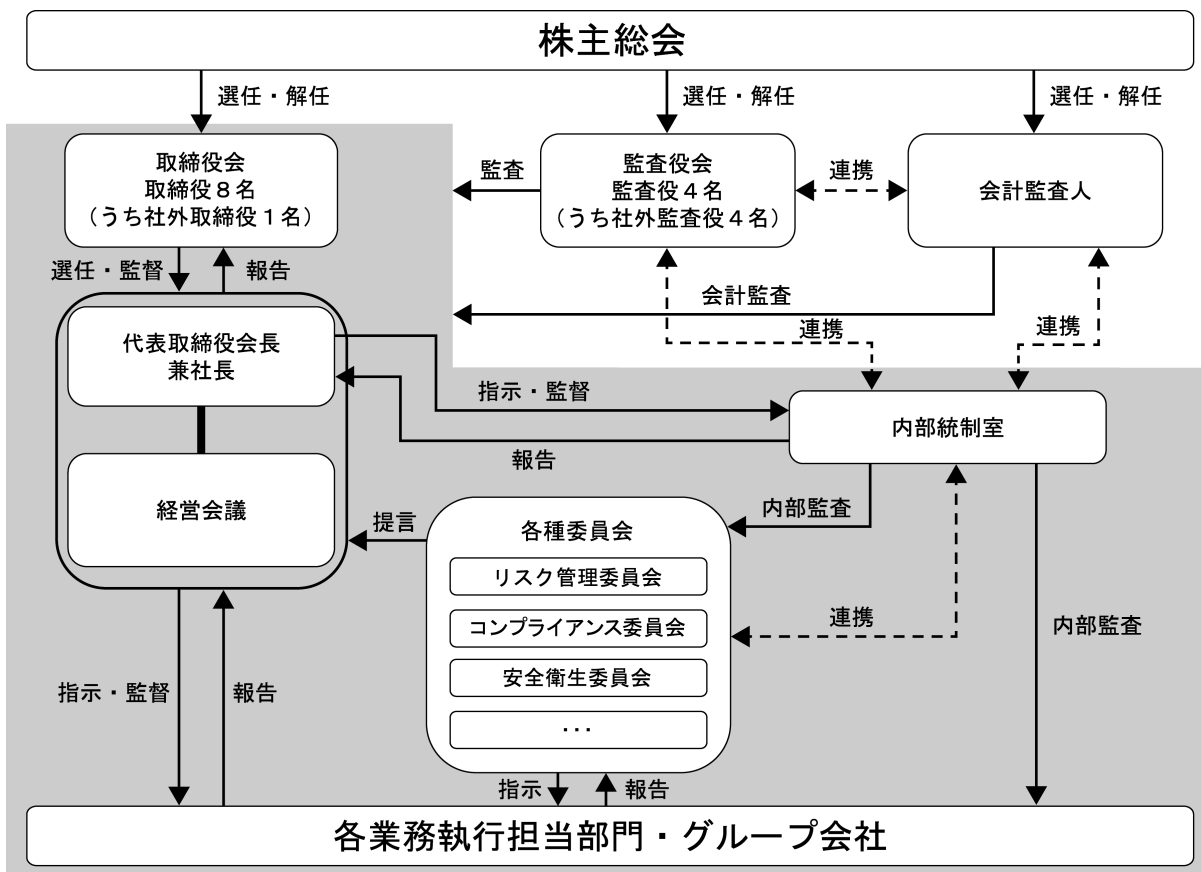 株主総会
選任・解任
選任・解任
選任・解任
取締役会
取締役8名
（うち社外取締役1名）
監査
監査役会
監査役4名
（うち社外監査役4名）
連携
会計監査人
選任・監督
報告
会計監査
連携
連携
代表取締役会長
兼社長
指示・監督
報告
内部統制室
経営会議
提言
内部監査
各種委員会
リスク管理委員会
コンプライアンス委員会
安全衛生委員会
･･･
連携
内部監査
指示・監督
報告
指示
報告
各業務執行担当部門・グループ会社